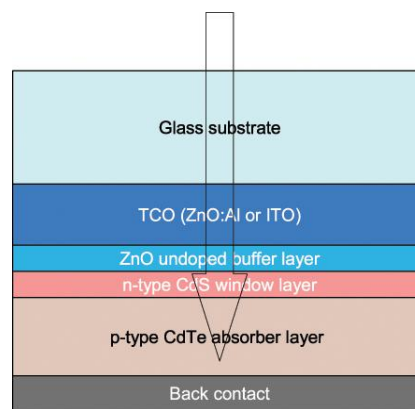 Glass substrate
TCO (ZnO:Al or ITO)
ZnO undoped buffer layer
n-type CdS window layer
p-type CdTe absorber layer
Back contact